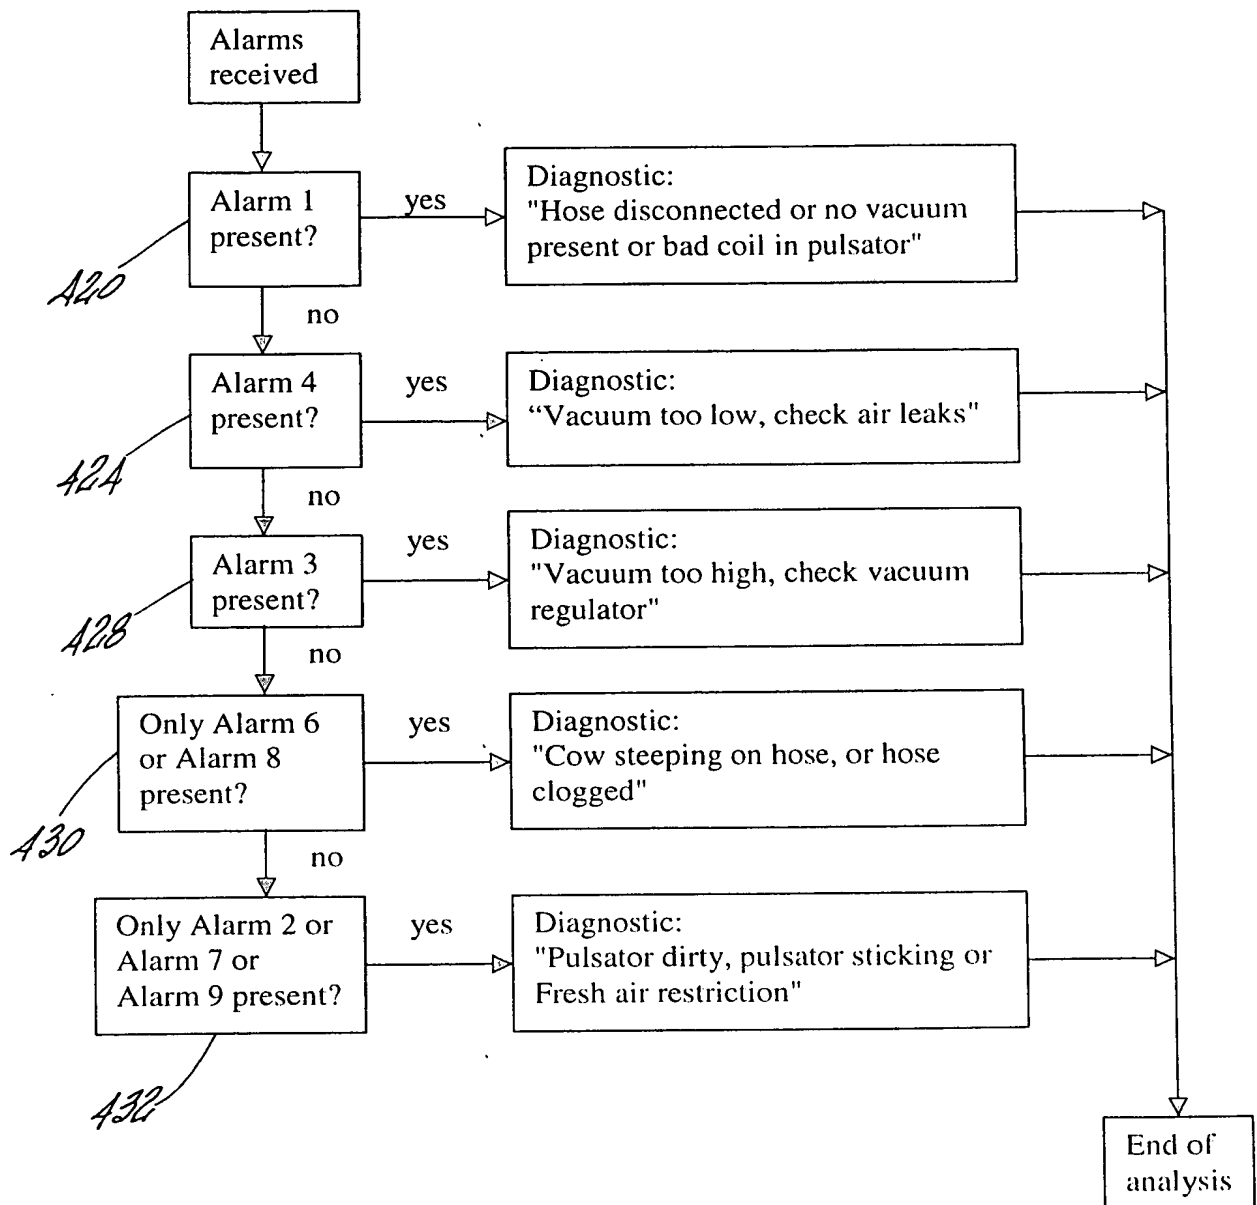 Alarms
received
Alarm 1
present?
yes
Diagnostic:
"Hose disconnected or no vacuum
present or bad coil in pulsator"
420
no
Alarm 4
present?
yes
Diagnostic:
“Vacuum too low, check air leaks"
424
no
Alarm 3
present?
yes
Diagnostic:
"Vacuum too high, check vacuum
regulator"
428
no
Only Alarm 6
or Alarm 8
present?
yes
Diagnostic:
"Cow steeping on hose, or hose
clogged"
430
no
Only Alarm 2 or
Alarm 7 or
Alarm 9 present?
yes
Diagnostic:
"Pulsator dirty, pulsator sticking or
Fresh air restriction"
432
End of
analysis